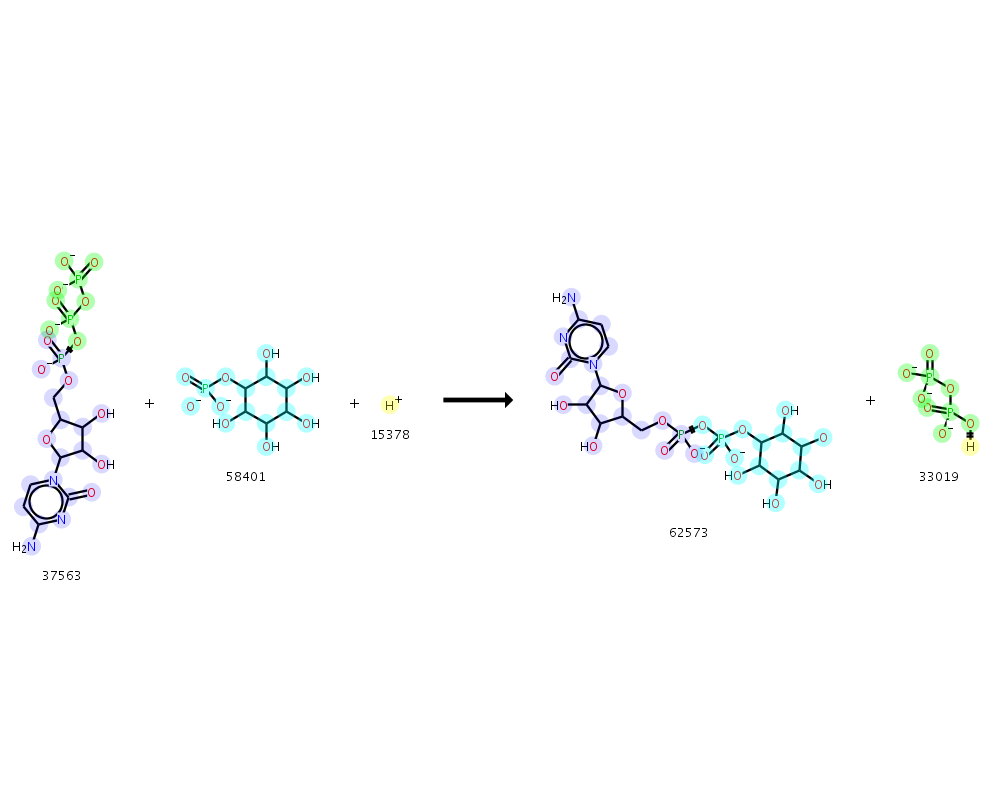 O⁻ O
P
O⁻ O
O P
O⁻ O
O P
O⁻ O
OH
O
OH
N O
N
H₂N
37563
+
O O OH OH
P
O⁻ O⁻ HO OH
OH
58401
+
H⁺
15378
H₂N
N
O N
HO O
HO
O P O P O
O O⁻ O O⁻
OH O
HO OH
HO
62573
+
O
O⁻ P
O⁻ O
O P O
O⁻ H
33019